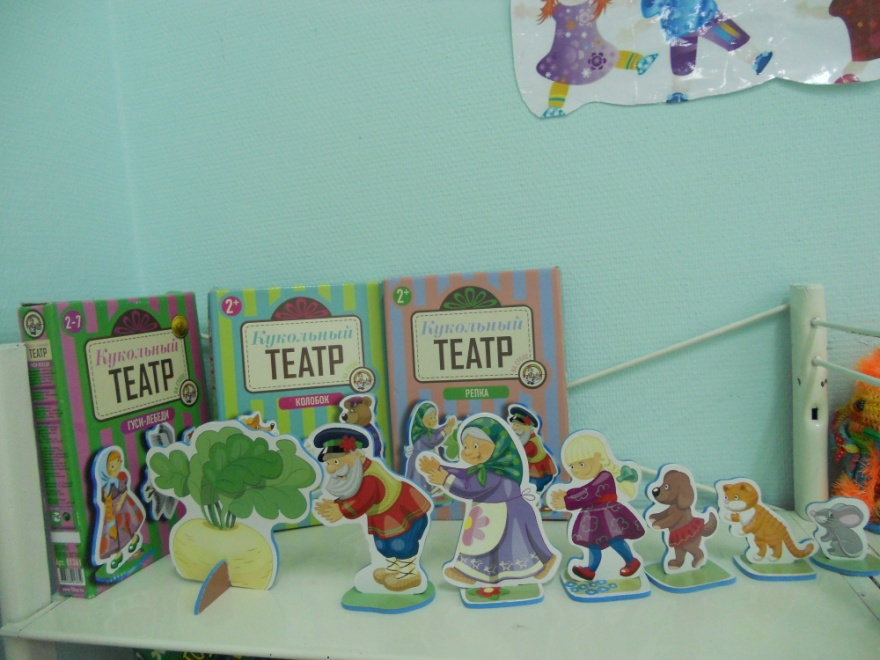 ТЕАТР
2-7
Кукольный
ТЕАТР
ГУСИ-ЛЕБЕДИ
2+
Кукольный
ТЕАТР
КОЛОБОК
2+
Кукольный
ТЕАТР
РЕПКА